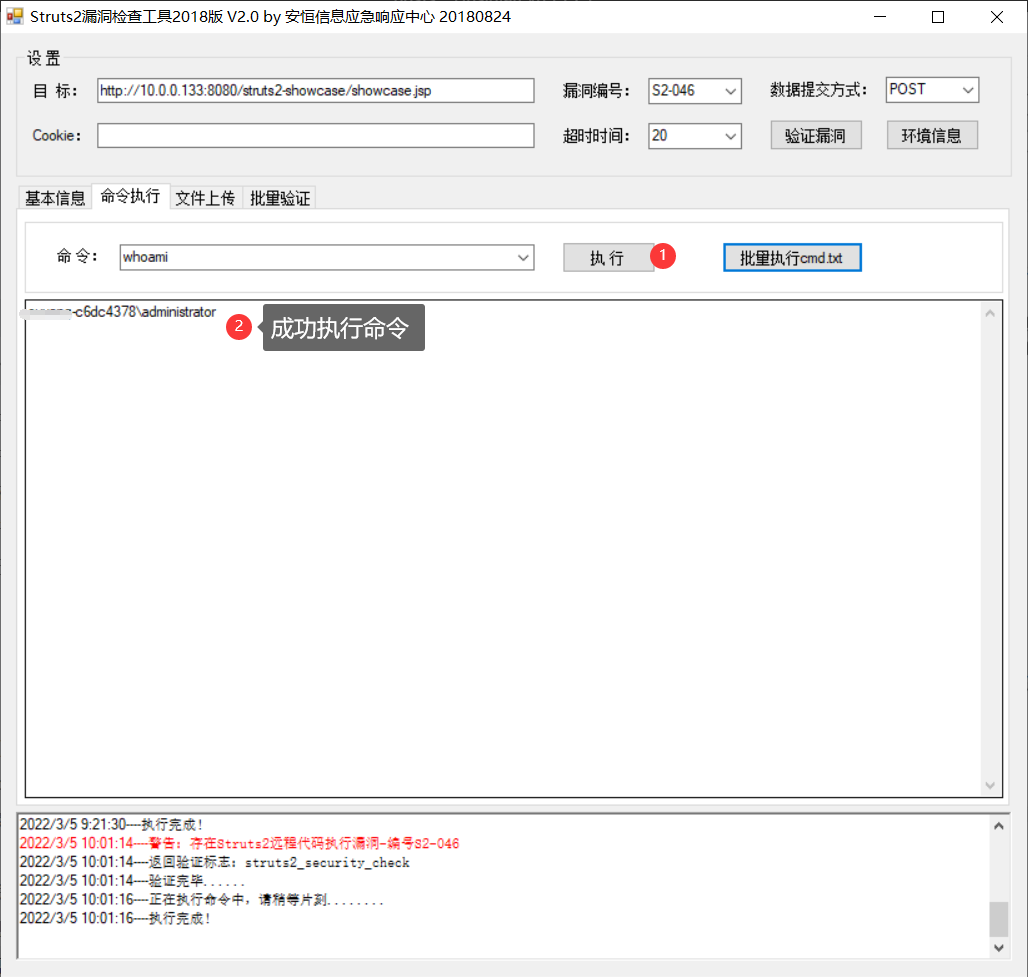 Struts2漏洞检查工具2018版 V2.0 by 安恒信息应急响应中心 20180824
设 置
目 标： http://10.0.0.133:8080/struts2-showcase/showcase.jsp 漏洞编号： S2-046 数据提交方式： POST
Cookie： 超时时间： 20 验证漏洞 环境信息
基本信息 命令执行 文件上传 批量验证
命 令： whoami 执 行 1 批量执行cmd.txt
-c6dc4378\administrator
2 成功执行命令
2022/3/5 9:21:30----执行完成！
2022/3/5 10:01:14----警告：存在Struts2远程代码执行漏洞-编号S2-046
2022/3/5 10:01:14----返回验证标志：struts2_security_check
2022/3/5 10:01:14----验证完毕......
2022/3/5 10:01:16----正在执行命令中，请稍等片刻........
2022/3/5 10:01:16----执行完成！